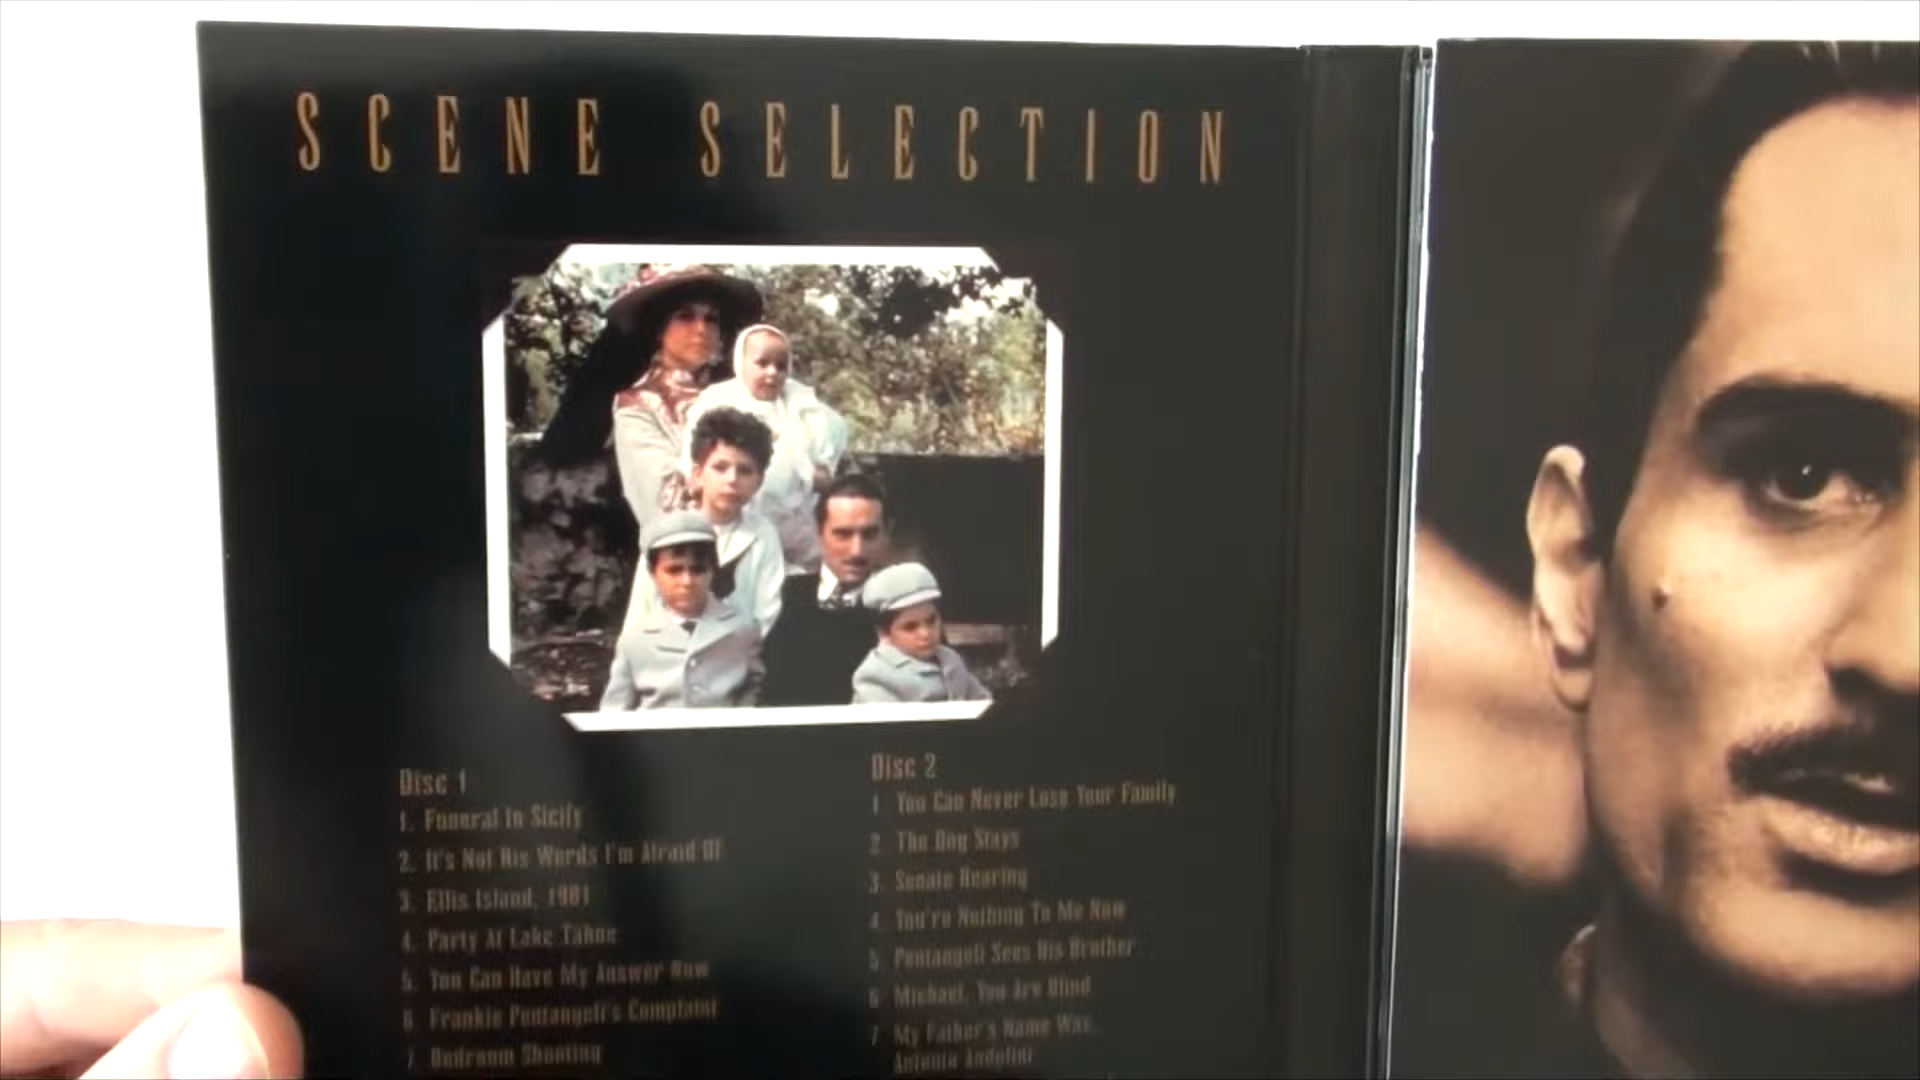 SCENE SELECTION
Disc 1
1. Funeral In Sicily
2. It's Not His Words I'm Afraid Of
3. Ellis Island, 1901
4. Party At Lake Tahoe
5. You Can Have My Answer Now
6. Frankie Pentangeli's Complaint
7. Bedroom Shooting
Disc 2
1 You Can Never Lose Your Family
2. The Boy Stays
3. Senate Hearing
4. You're Nothing To Me Now
5. Pentangeli Sees His Brother
6 Michael, You Are Blind
7 My Father's Name Was...
Antonio Andolini